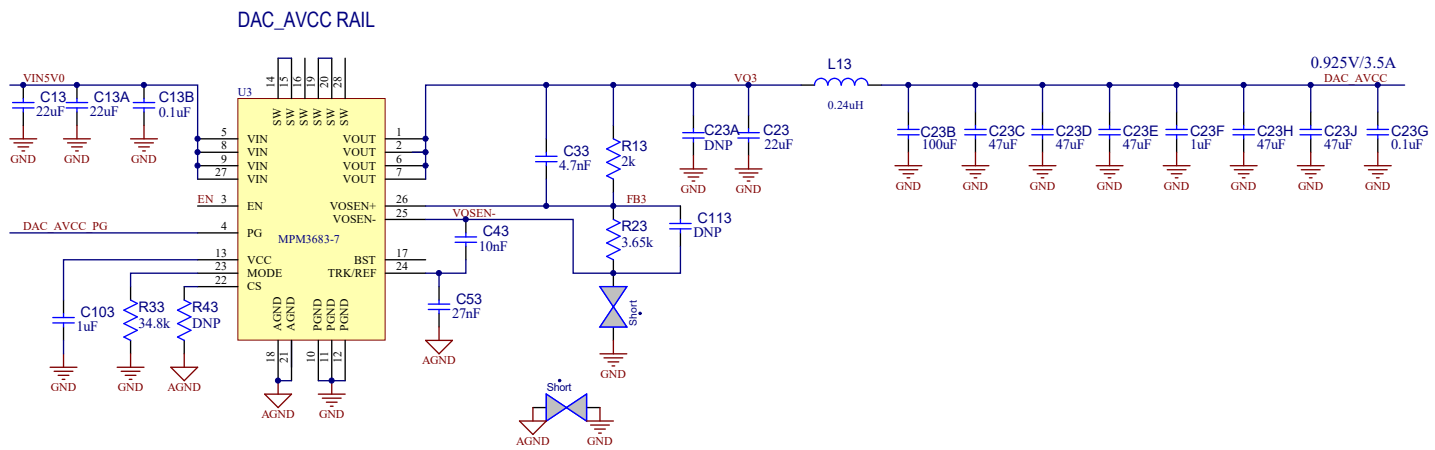 DAC_AVCC RAIL
VIN5V0
C13
22uF
C13A
22uF
C13B
0.1uF
GND
GND
GND
U3
14
15
16
19
20
28
SW
SW
SW
SW
SW
SW
5
8
9
27
VIN
VIN
VIN
VIN
VOUT
VOUT
VOUT
VOUT
1
2
6
7
EN
3
EN
VOSEN+
VOSEN-
26
25
DAC_AVCC_PG
4
PG
MPM3683-7
13
23
22
VCC
MODE
CS
BST
TRK/REF
17
24
AGND
AGND
PGND
PGND
PGND
18
21
10
11
12
AGND
GND
C103
1uF
GND
R33
34.8k
GND
R43
DNP
AGND
VOSEN-
C43
10nF
C53
27nF
AGND
C33
4.7nF
R13
2k
FB3
R23
3.65k
C113
DNP
Short
GND
Short
AGND
GND
C23A
DNP
GND
VO3
C23
22uF
GND
L13
0.24uH
0.925V/3.5A
DAC_AVCC
C23B
100uF
GND
C23C
47uF
GND
C23D
47uF
GND
C23E
47uF
GND
C23F
1uF
GND
C23H
47uF
GND
C23J
47uF
GND
C23G
0.1uF
GND